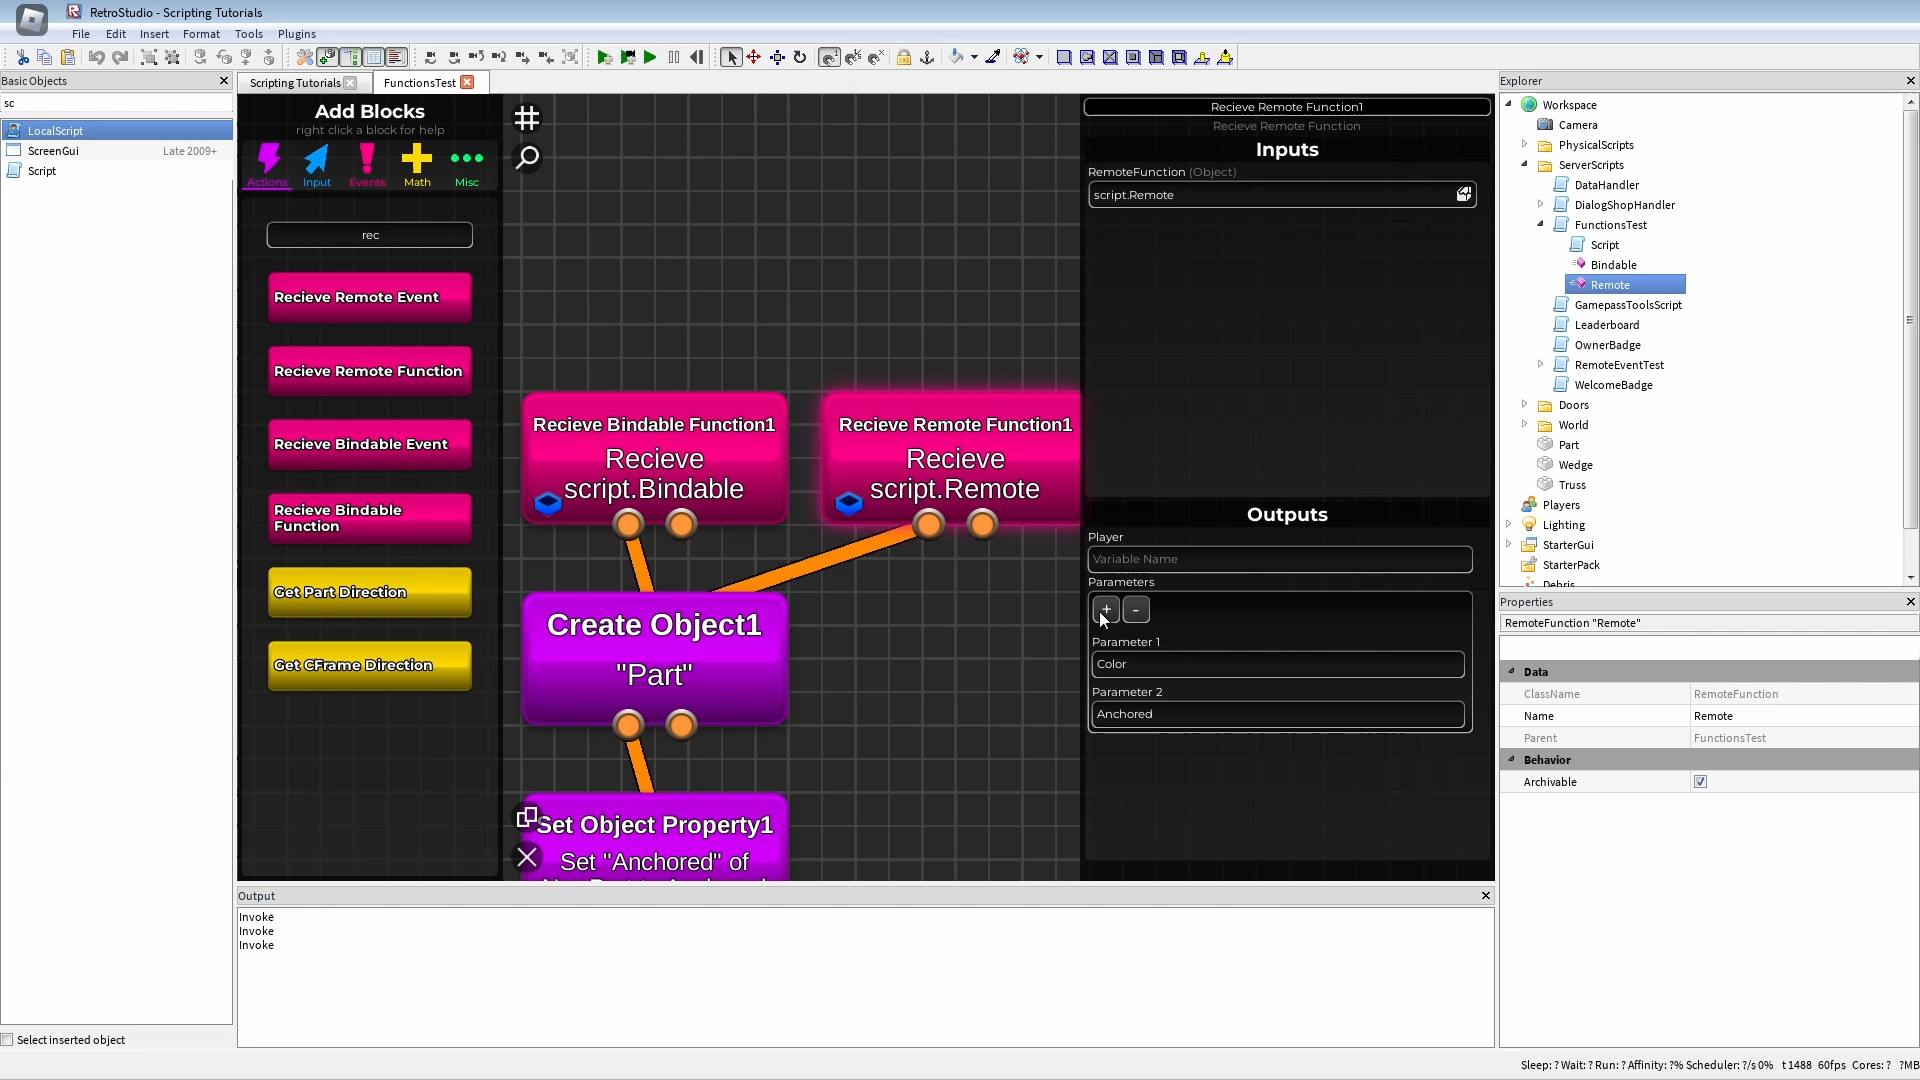 RetroStudio - Scripting Tutorials
File Edit Insert Format Tools Plugins
Basic Objects
sc
LocalScript
ScreenGui Late 2009+
Script
Select inserted object
Scripting Tutorials
FunctionsTest
Add Blocks
right click a block for help
Actions Input Events Math Misc
rec
Recieve Remote Event
Recieve Remote Function
Recieve Bindable Event
Recieve Bindable
Function
Get Part Direction
Get CFrame Direction
Recieve Bindable Function1
Recieve
script.Bindable
Recieve Remote Function1
Recieve
script.Remote
Create Object1
"Part"
Set Object Property1
Set "Anchored" of
Recieve Remote Function1
Recieve Remote Function
Inputs
RemoteFunction (Object)
script.Remote
Outputs
Player
Variable Name
Parameters
+ -
Parameter 1
Color
Parameter 2
Anchored
Output
Invoke
Invoke
Invoke
Explorer
Workspace
Camera
PhysicalScripts
ServerScripts
DataHandler
DialogShopHandler
FunctionsTest
Script
Bindable
Remote
GamepassToolsScript
Leaderboard
OwnerBadge
RemoteEventTest
WelcomeBadge
Doors
World
Part
Wedge
Truss
Players
Lighting
StarterGui
StarterPack
Debris
Properties
RemoteFunction "Remote"
Data
ClassName RemoteFunction
Name Remote
Parent FunctionsTest
Behavior
Archivable
Sleep: ? Wait: ? Run: ? Affinity: ?% Scheduler: ?/s 0% t 1488 60fps Cores: ? ?MB